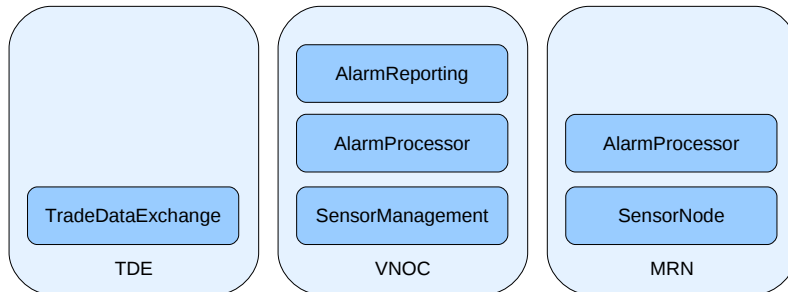 AlarmReporting
AlarmProcessor
AlarmProcessor
TradeDataExchange
SensorManagement
SensorNode
TDE
VNOC
MRN